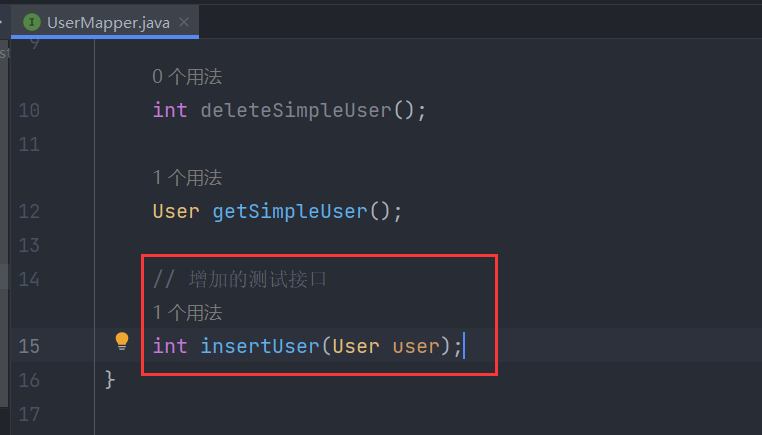 UserMapper.java
9
0 个用法
10 int deleteSimpleUser();
11
1 个用法
12 User getSimpleUser();
13
14 // 增加的测试接口
1 个用法
15 int insertUser(User user);
16 }
17